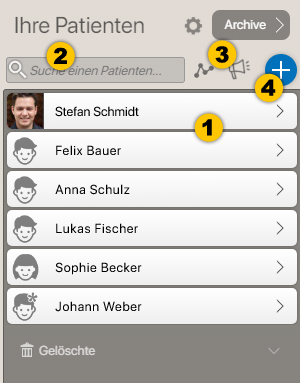 Ihre Patienten
Archive
2
3
Suche einen Patienten...
4
Stefan Schmidt
1
Felix Bauer
Anna Schulz
Lukas Fischer
Sophie Becker
Johann Weber
Gelöschte